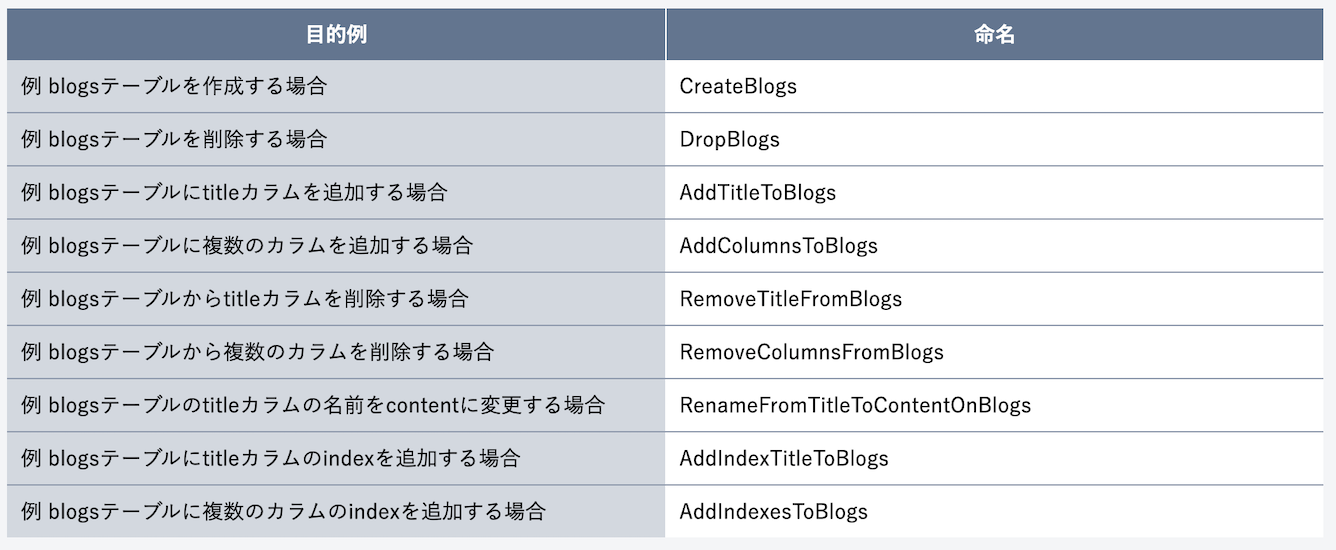 目的例 命名
例 blogsテーブルを作成する場合 CreateBlogs
例 blogsテーブルを削除する場合 DropBlogs
例 blogsテーブルにtitleカラムを追加する場合 AddTitleToBlogs
例 blogsテーブルに複数のカラムを追加する場合 AddColumnsToBlogs
例 blogsテーブルからtitleカラムを削除する場合 RemoveTitleFromBlogs
例 blogsテーブルから複数のカラムを削除する場合 RemoveColumnsFromBlogs
例 blogsテーブルのtitleカラムの名前をcontentに変更する場合 RenameFromTitleToContentOnBlogs
例 blogsテーブルにtitleカラムのindexを追加する場合 AddIndexTitleToBlogs
例 blogsテーブルに複数のカラムのindexを追加する場合 AddIndexesToBlogs